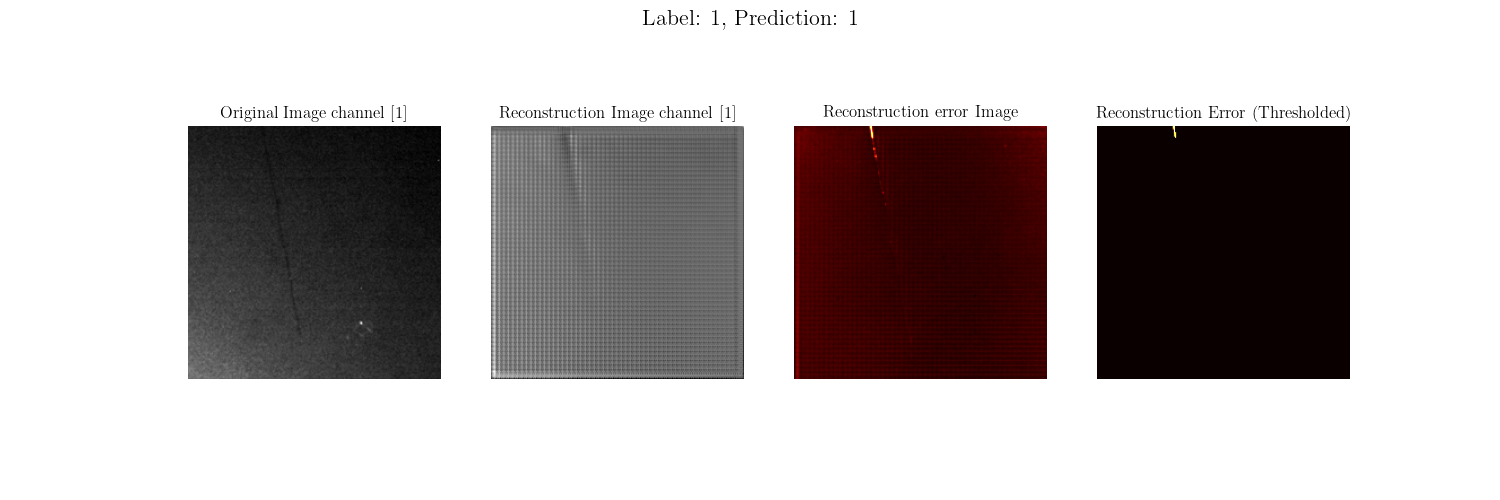 Label: 1, Prediction: 1
Original Image channel [1]
Reconstruction Image channel [1]
Reconstruction error Image
Reconstruction Error (Thresholded)